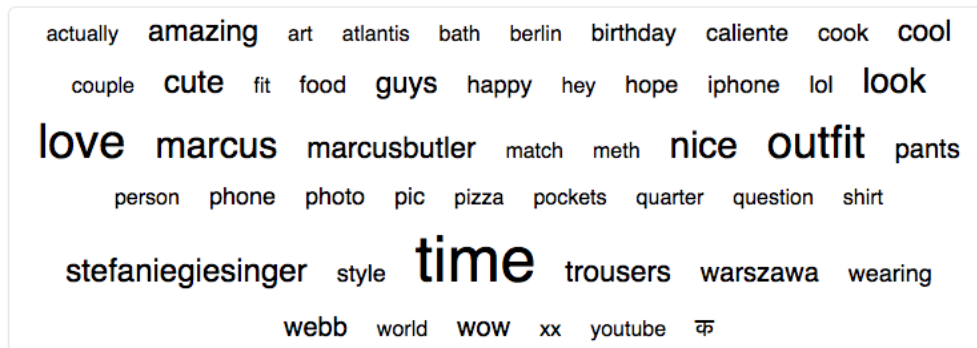 actually amazing art atlantis bath berlin birthday caliente cook cool
couple cute fit food guys happy hey hope iphone lol look
love marcus marcusbutler match meth nice outfit pants
person phone photo pic pizza pockets quarter question shirt
stefaniegiesinger style time trousers warszawa wearing
webb world wow xx youtube क